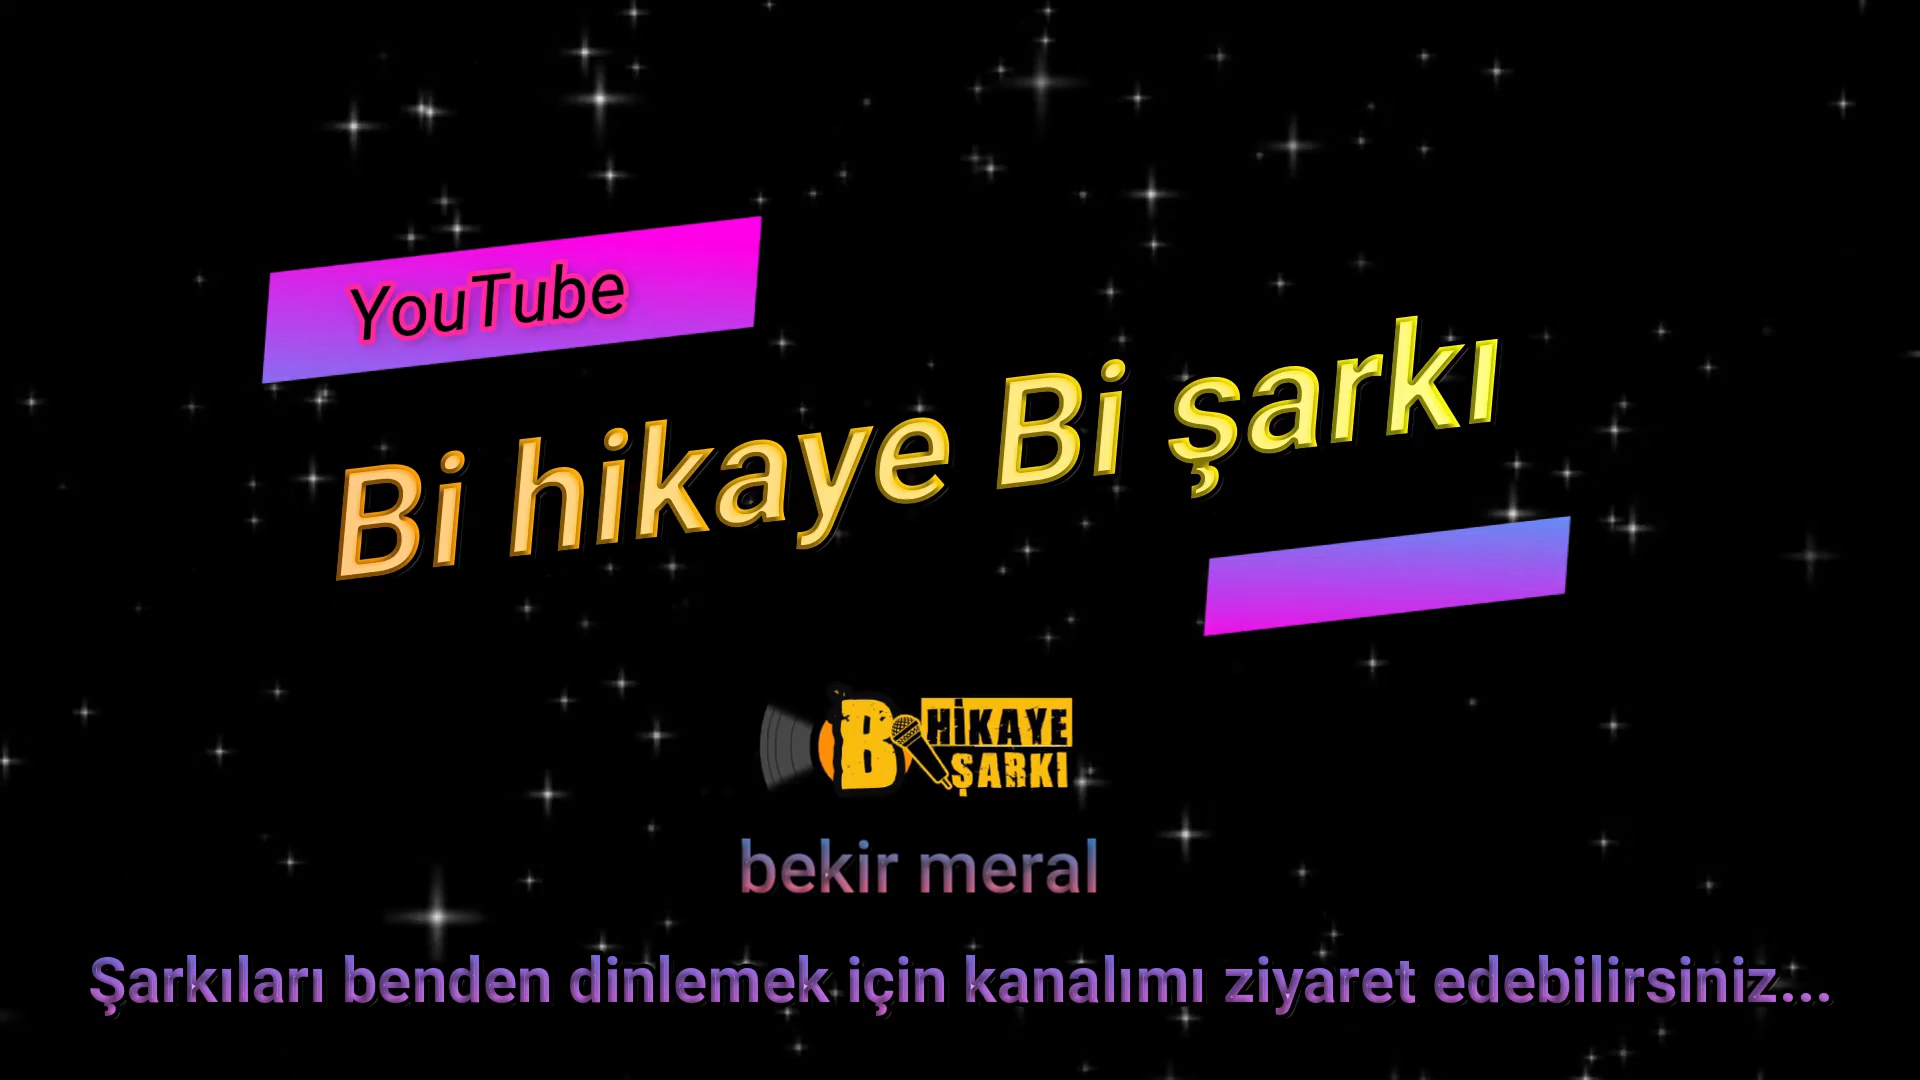 YouTube
Bi hikaye Bi şarkı
Bi HİKAYE
ŞARKI
bekir meral
Şarkıları benden dinlemek için kanalımı ziyaret edebilirsiniz...